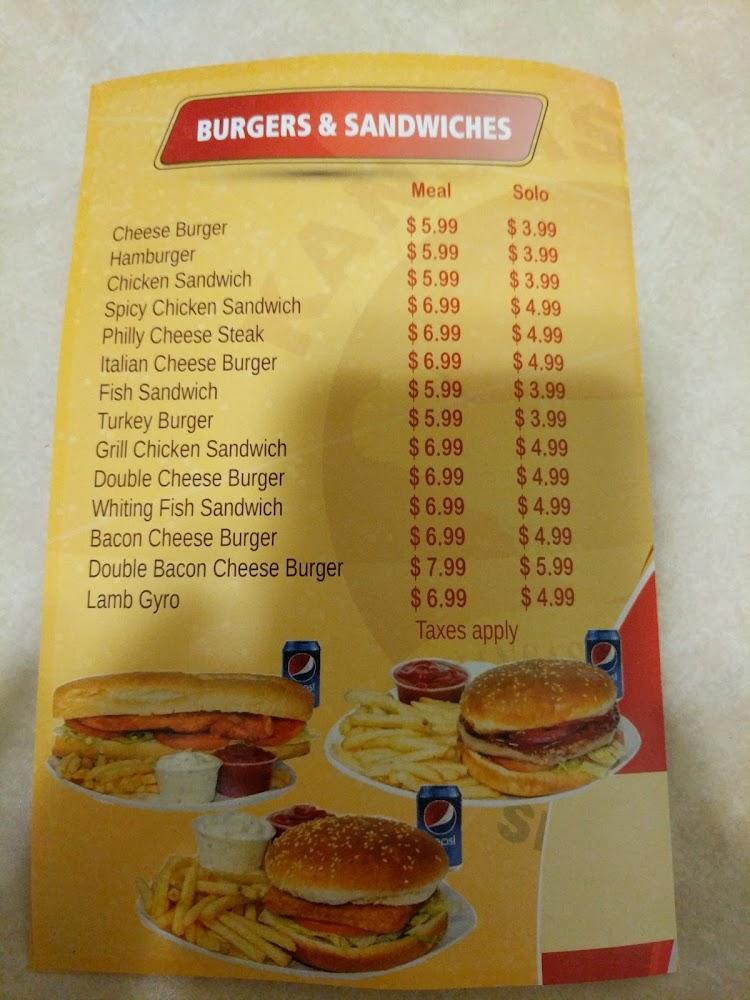 BURGERS & SANDWICHES
Meal Solo
Cheese Burger $ 5.99 $ 3.99
Hamburger $ 5.99 $ 3.99
Chicken Sandwich $ 5.99 $ 3.99
Spicy Chicken Sandwich $ 6.99 $ 4.99
Philly Cheese Steak $ 6.99 $ 4.99
Italian Cheese Burger $ 6.99 $ 4.99
Fish Sandwich $ 5.99 $ 3.99
Turkey Burger $ 5.99 $ 3.99
Grill Chicken Sandwich $ 6.99 $ 4.99
Double Cheese Burger $ 6.99 $ 4.99
Whiting Fish Sandwich $ 6.99 $ 4.99
Bacon Cheese Burger $ 6.99 $ 4.99
Double Bacon Cheese Burger $ 7.99 $ 5.99
Lamb Gyro $ 6.99 $ 4.99
Taxes apply